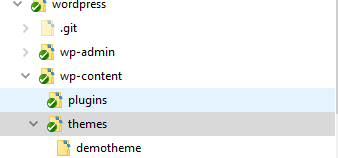 wordpress
.git
wp-admin
wp-content
plugins
themes
demotheme